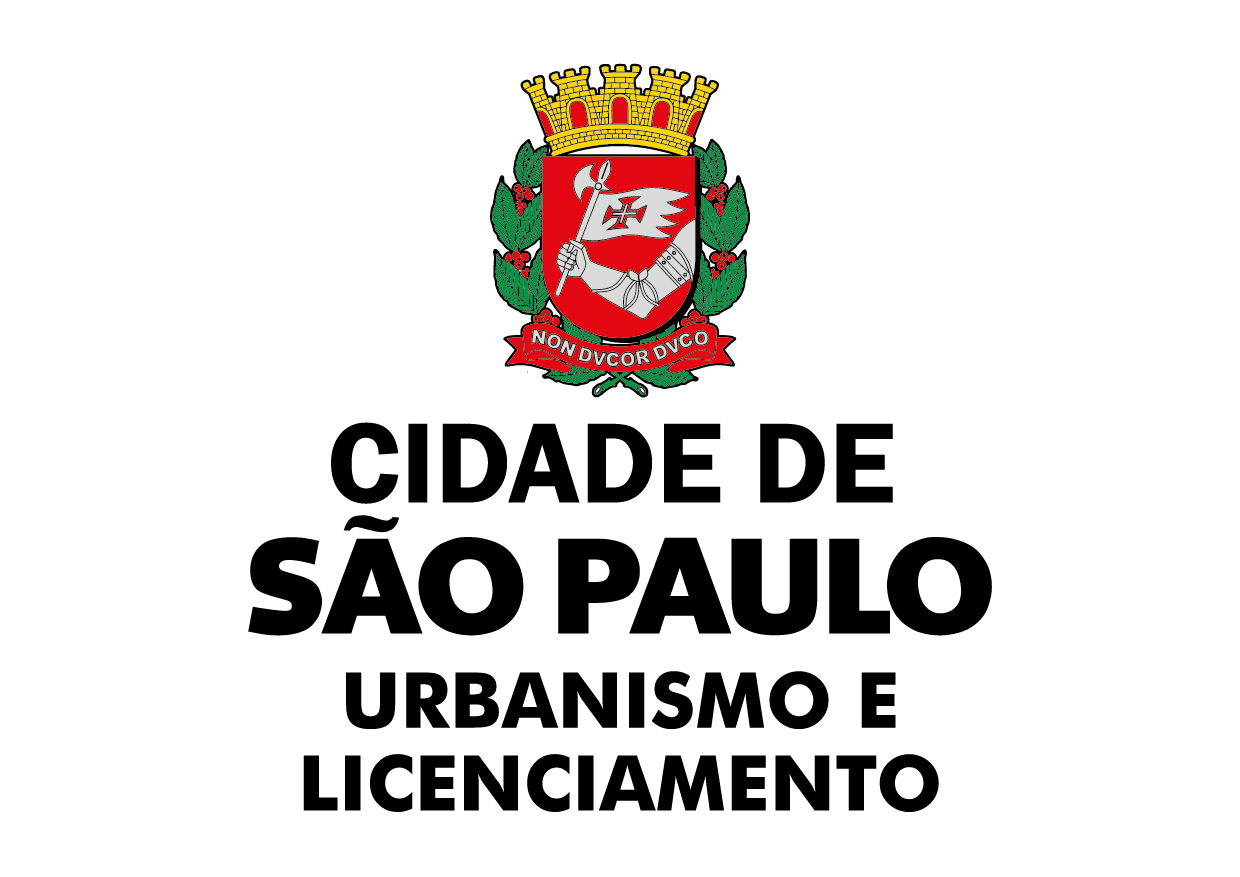 NON DVCOR DVCO
CIDADE DE
SÃO PAULO
URBANISMO E
LICENCIAMENTO